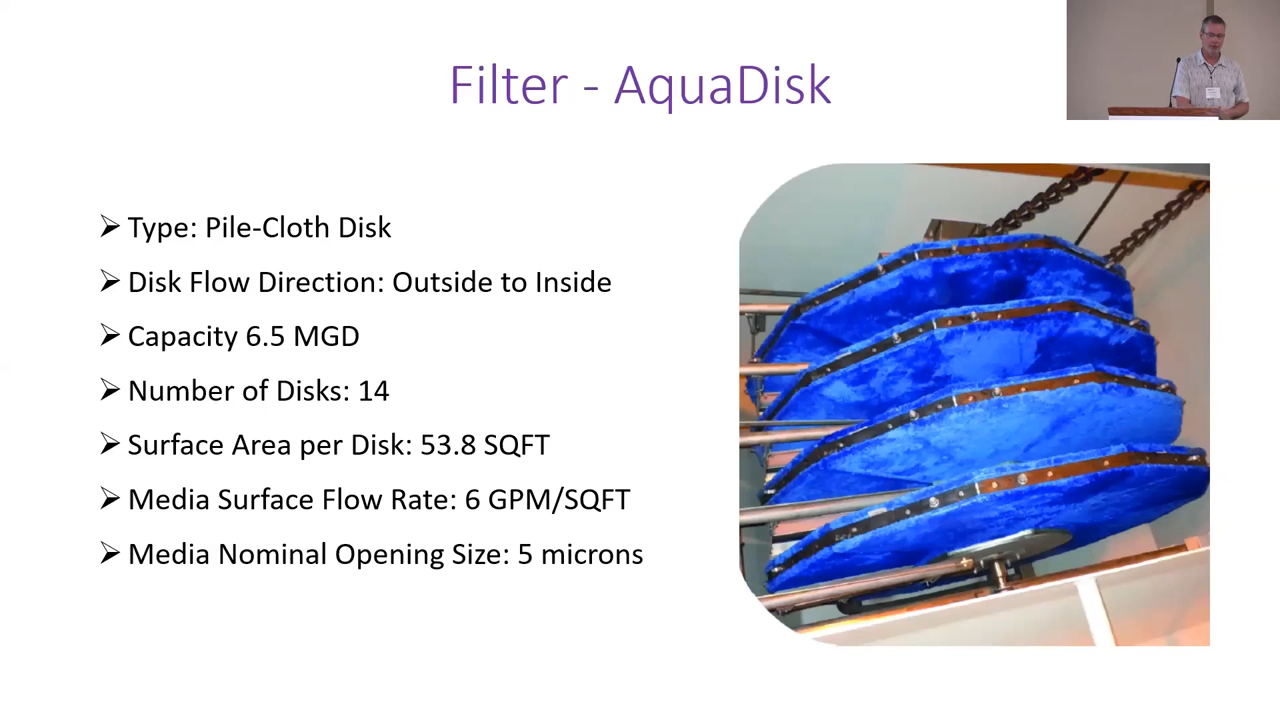 Filter - AquaDisk
Type: Pile-Cloth Disk
Disk Flow Direction: Outside to Inside
Capacity 6.5 MGD
Number of Disks: 14
Surface Area per Disk: 53.8 SQFT
Media Surface Flow Rate: 6 GPM/SQFT
Media Nominal Opening Size: 5 microns